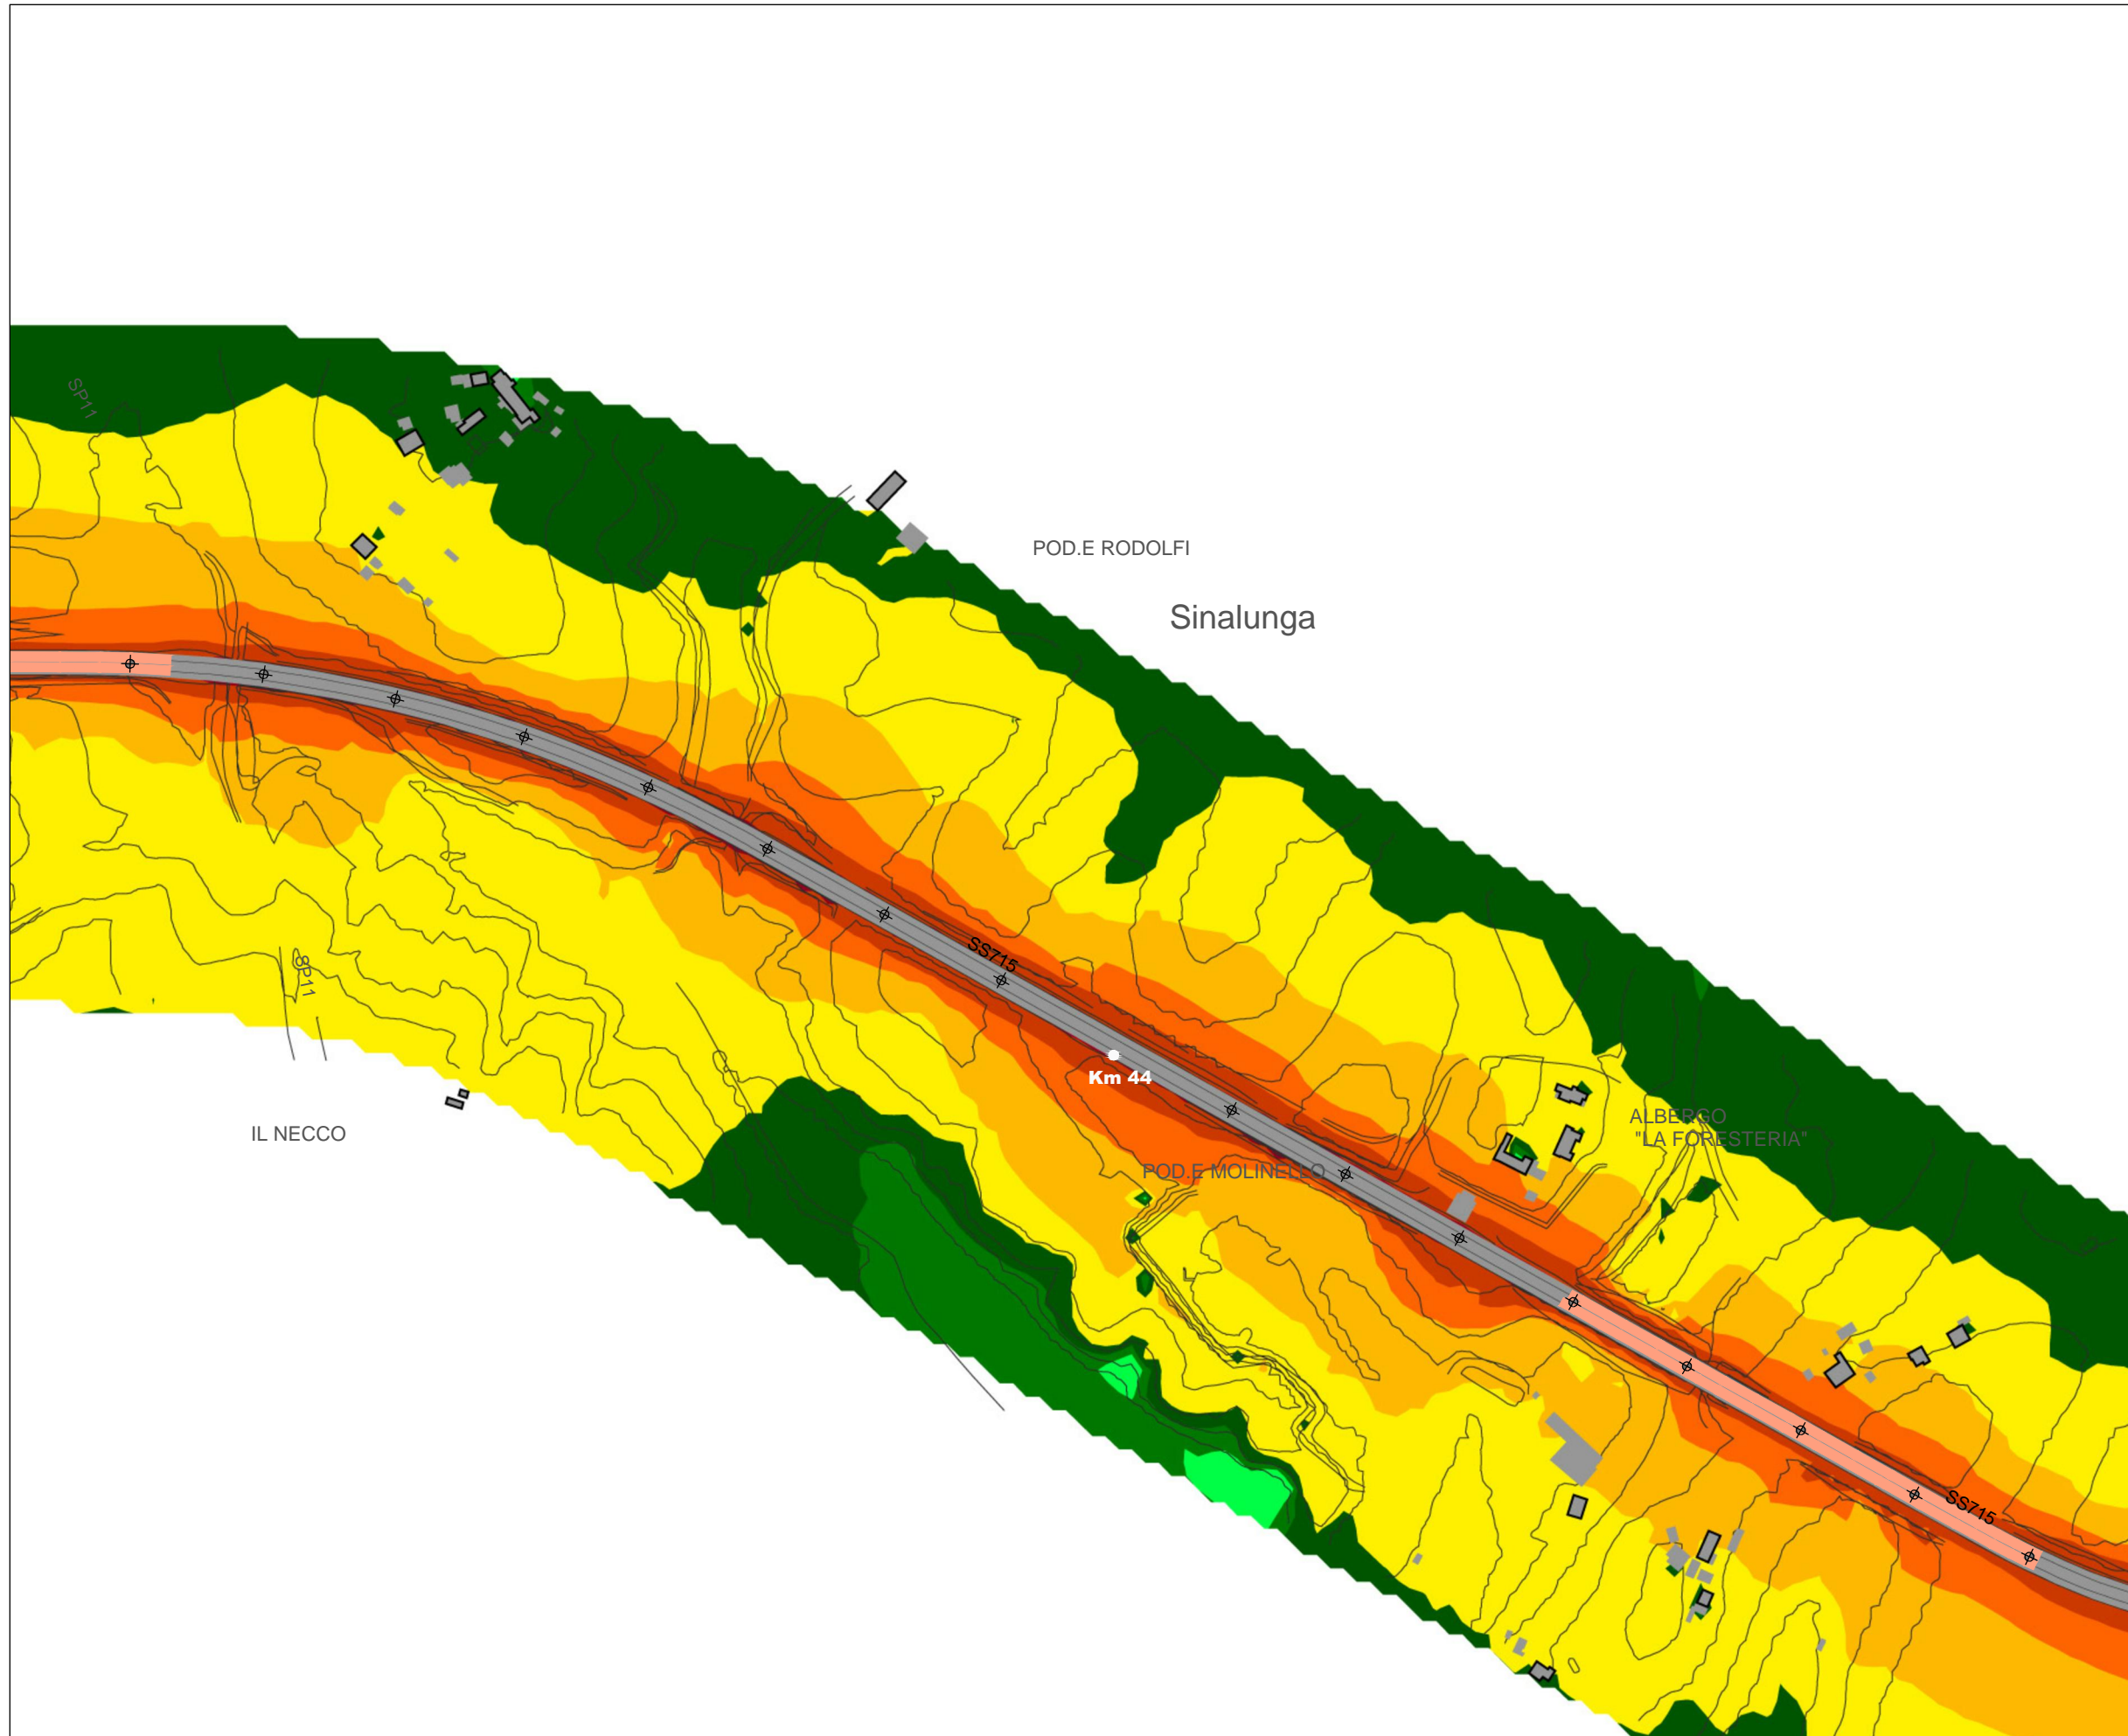 SP11
POD.E RODOLFI
Sinalunga
SS715
SP11
Km 44
ALBERGO
"LA FORESTERIA"
IL NECCO
POD.E MOLINELLO
SS715